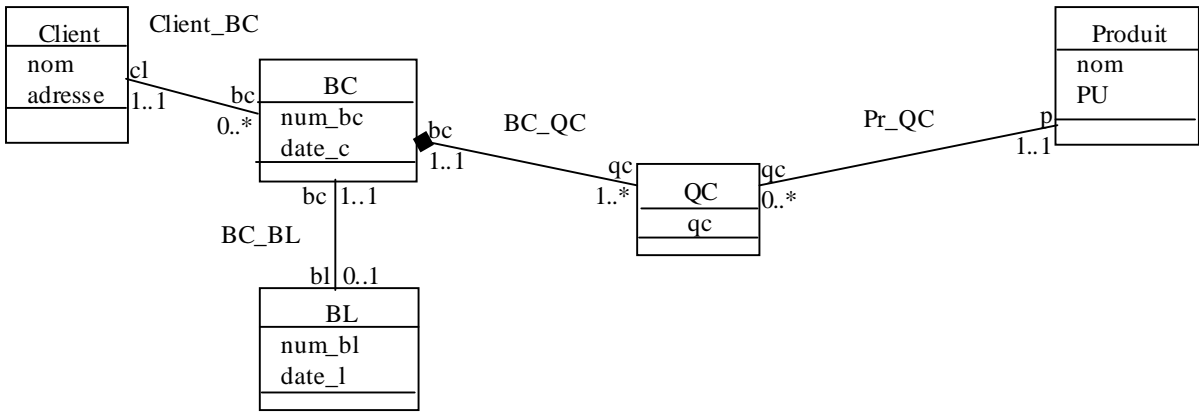 Client
nom
adresse
Client_BC
cl
1..1
bc
0..*
BC
num_bc
date_c
bc
1..1
BC_QC
qc
1..*
QC
qc
qc
0..*
Pr_QC
p
1..1
Produit
nom
PU
bc 1..1
BC_BL
bl 0..1
BL
num_bl
date_l